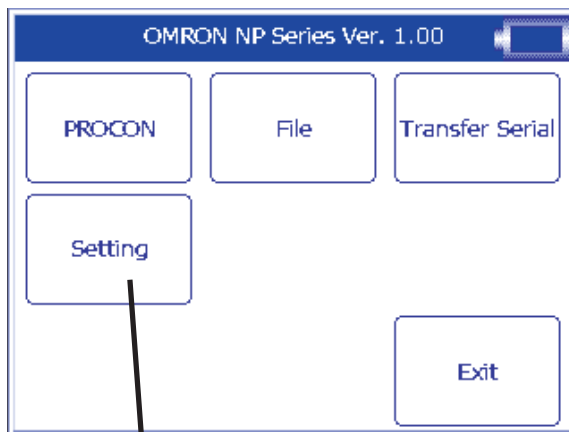 OMRON NP Series Ver. 1.00
PROCON File Transfer Serial
Setting
Exit